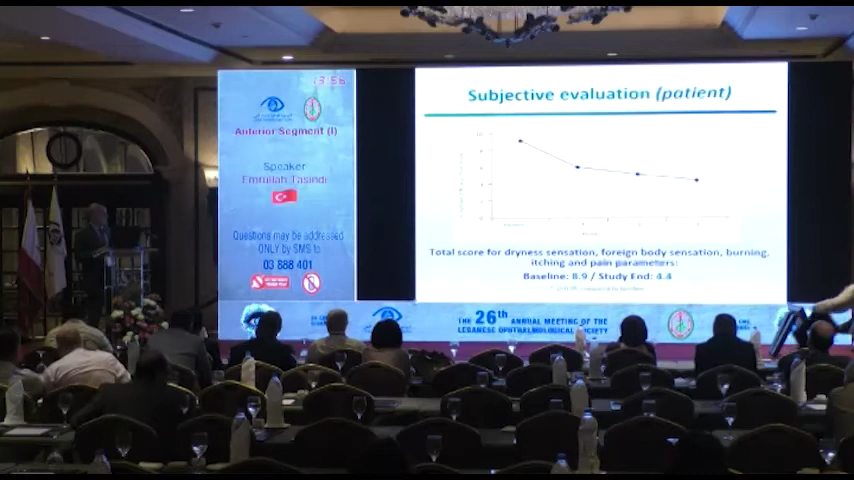 13:56
Anterior Segment (I)
Speaker
Emrullah Tasindi
Questions may be addressed
ONLY by SMS to
03 888 401
Subjective evaluation (patient)
Total score for dryness sensation, foreign body sensation, burning,
itching and pain parameters:
Baseline: 8.9 / Study End: 4.4
THE 26th ANNUAL MEETING OF THE
LEBANESE OPHTHALMOLOGICAL SOCIETY